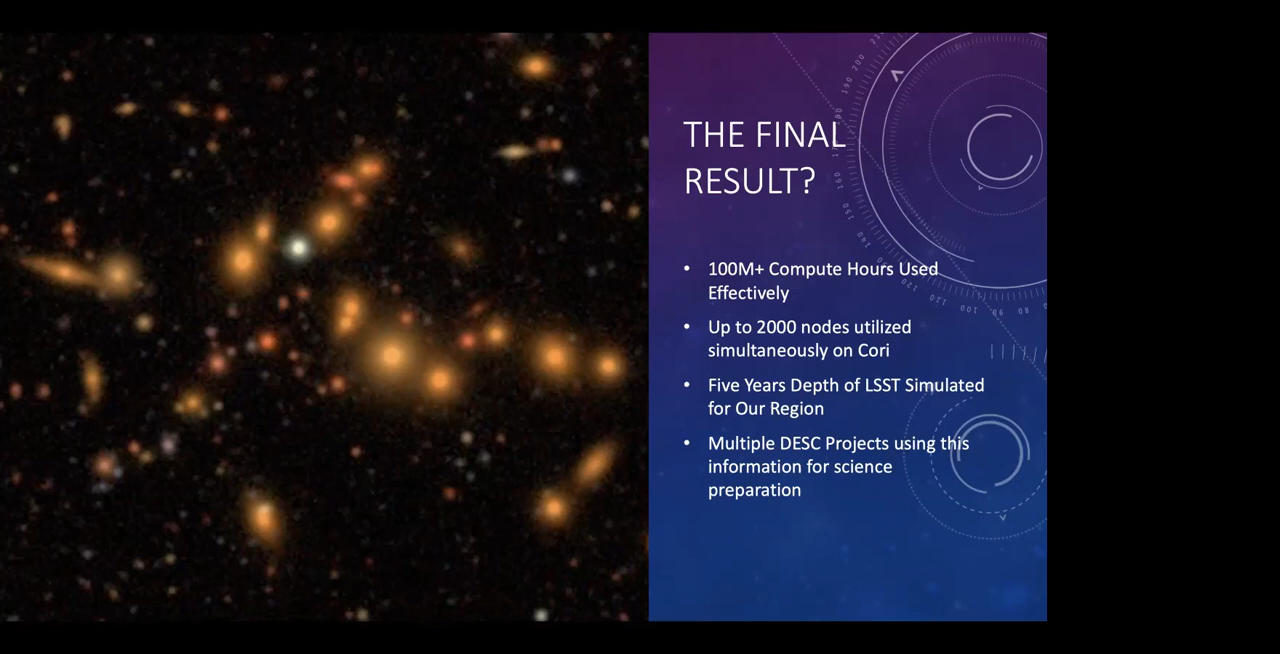 THE FINAL
RESULT?
• 100M+ Compute Hours Used
Effectively
• Up to 2000 nodes utilized
simultaneously on Cori
• Five Years Depth of LSST Simulated
for Our Region
• Multiple DESC Projects using this
information for science
preparation